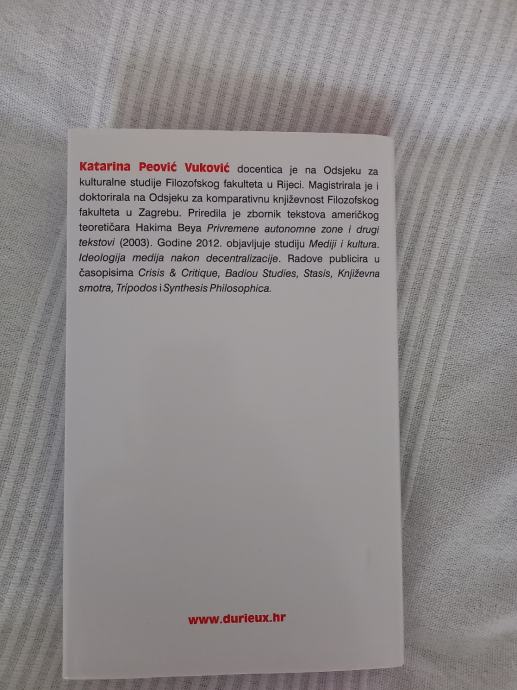 Katarina Peović Vuković docentica je na Odsjeku za
kulturalne studije Filozofskog fakulteta u Rijeci. Magistrirala je i
doktorirala na Odsjeku za komparativnu književnost Filozofskog
fakulteta u Zagrebu. Priredila je zbornik tekstova američkog
teoretičara Hakima Beya Privremene autonomne zone i drugi
tekstovi (2003). Godine 2012. objavljuje studiju Mediji i kultura.
Ideologija medija nakon decentralizacije. Radove publicira u
časopisima Crisis & Critique, Badiou Studies, Stasis, Književna
smotra, Trípodos i Synthesis Philosophica.
www.durieux.hr